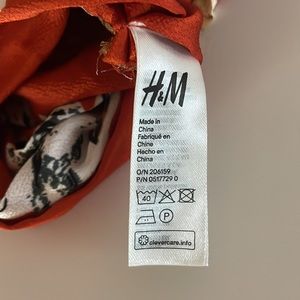 H&M
Made in
China
Fabriqué en
Chine
Hecho en
China
O/N 206159
P/N 0517729 0
40
P
clevercare.info